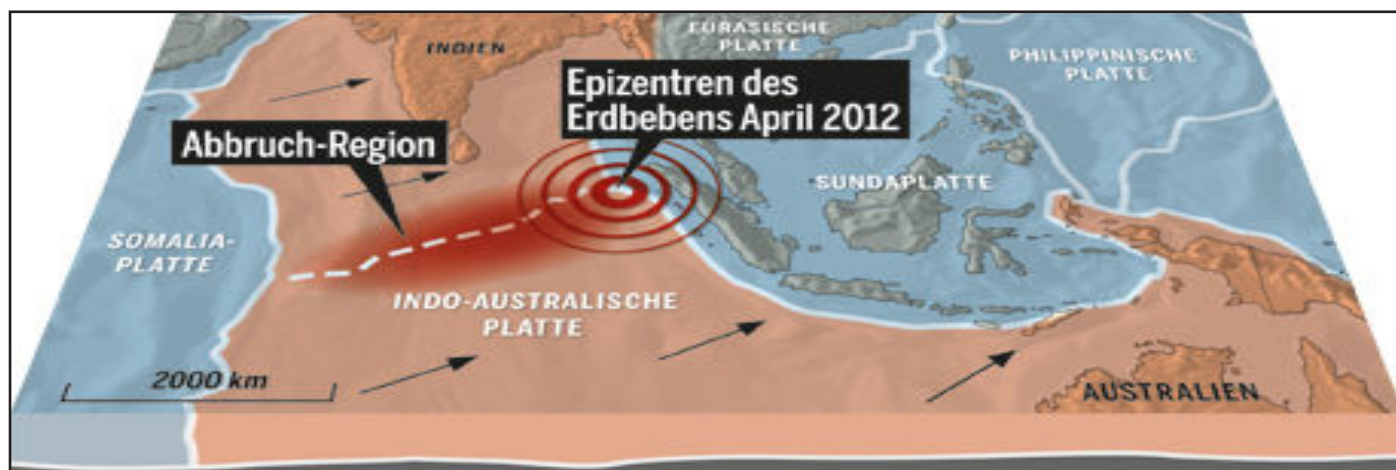 INDIEN
EURASISCHE
PLATTE
PHILIPPINISCHE
PLATTE
Epizentren des
Erdbebens April 2012
Abbruch-Region
SUNDAPLATTE
SOMALIA-
PLATTE
INDO-AUSTRALISCHE
PLATTE
2000 km
AUSTRALIEN